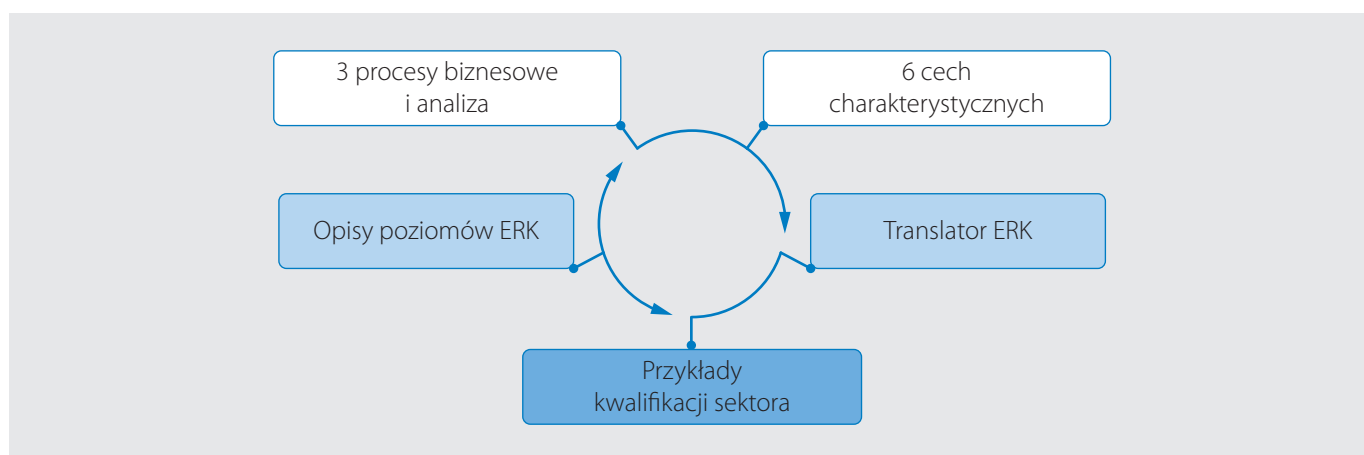 3 procesy biznesowe
i analiza
6 cech
charakterystycznych
Opisy poziomów ERK
Translator ERK
Przykłady
kwalifikacji sektora